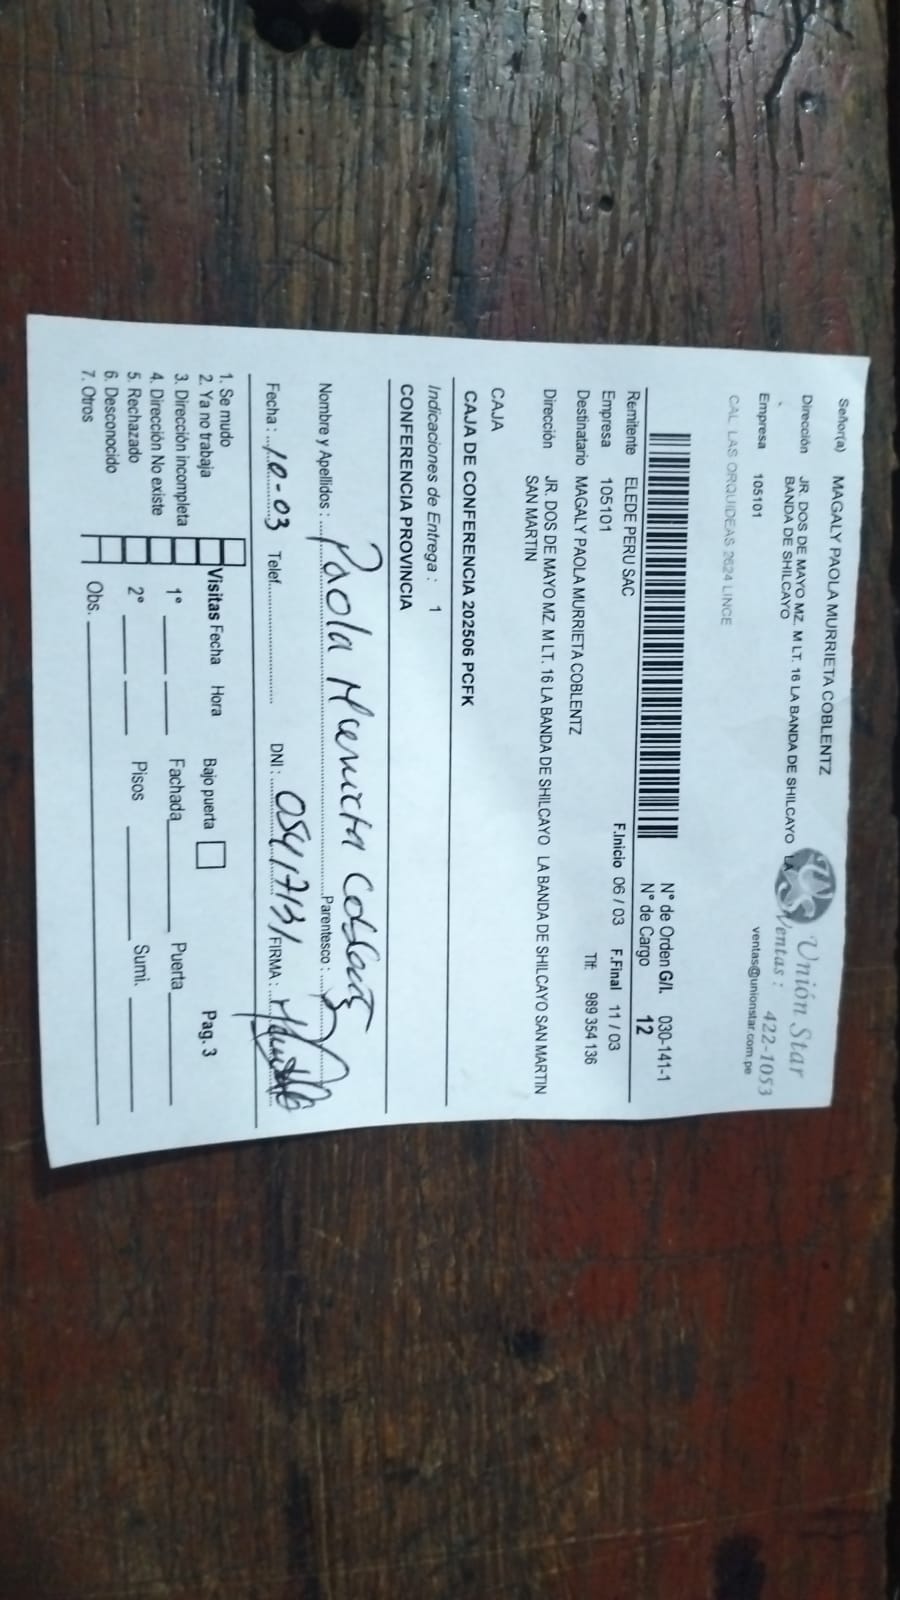 Señor(a) MAGALY PAOLA MURRIETA COBLENTZ
Unión Star
Dirección JR. DOS DE MAYO MZ. M LT. 16 LA BANDA DE SHILCAYO LA
BANDA DE SHILCAYO
Ventas : 422-1053
Empresa 105101
ventas@unionstar.com.pe
CAL LAS ORQUIDEAS 2624 LINCE
N° de Orden G/I. 030-141-1
N° de Cargo 12
Remitente ELEDE PERU SAC
F.Inicio 06 / 03 F.Final 11 / 03
Empresa 105101
Tlf: 989 354 136
Destinatario MAGALY PAOLA MURRIETA COBLENTZ
Dirección JR. DOS DE MAYO MZ. M LT. 16 LA BANDA DE SHILCAYO LA BANDA DE SHILCAYO SAN MARTIN
SAN MARTIN
CAJA
CAJA DE CONFERENCIA 202506 PCFK
Indicaciones de Entrega : 1
CONFERENCIA PROVINCIA
Nombre y Apellidos : Paola Murrieta Coblentz Parentesco :
Fecha : 10-03 Telef. DNI : 05417131 FIRMA :
1. Se mudo
2. Ya no trabaja
3. Dirección incompleta
4. Dirección No existe
5. Rechazado
6. Desconocido
7. Otros
Visitas Fecha Hora Bajo puerta Pag. 3
1° Fachada Puerta
2° Pisos Sumi.
Obs.